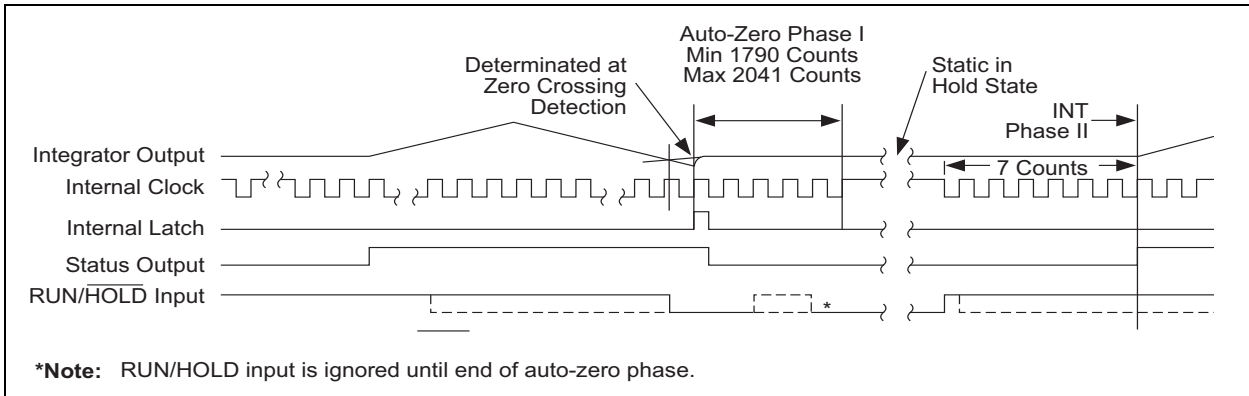 Auto-Zero Phase I
Min 1790 Counts
Max 2041 Counts
Determinated at
Zero Crossing
Detection
Static in
Hold State
INT
Phase II
Integrator Output
7 Counts
Internal Clock
Internal Latch
Status Output
RUN/HOLD Input
*
*Note: RUN/HOLD input is ignored until end of auto-zero phase.